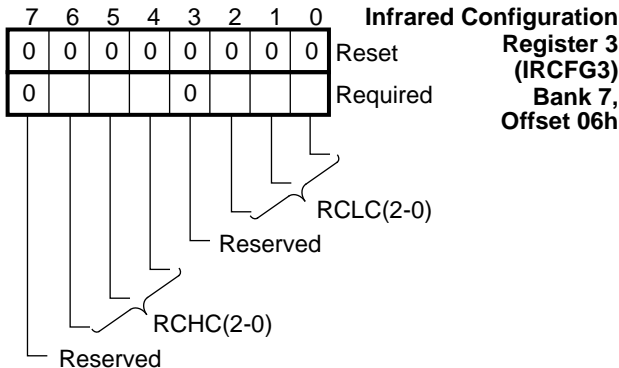 7 6 5 4 3 2 1 0
Infrared Configuration
Register 3
(IRCFG3)
Bank 7,
Offset 06h
0 0 0 0 0 0 0 0 Reset
0 0 Required
RCLC(2-0)
Reserved
RCHC(2-0)
Reserved